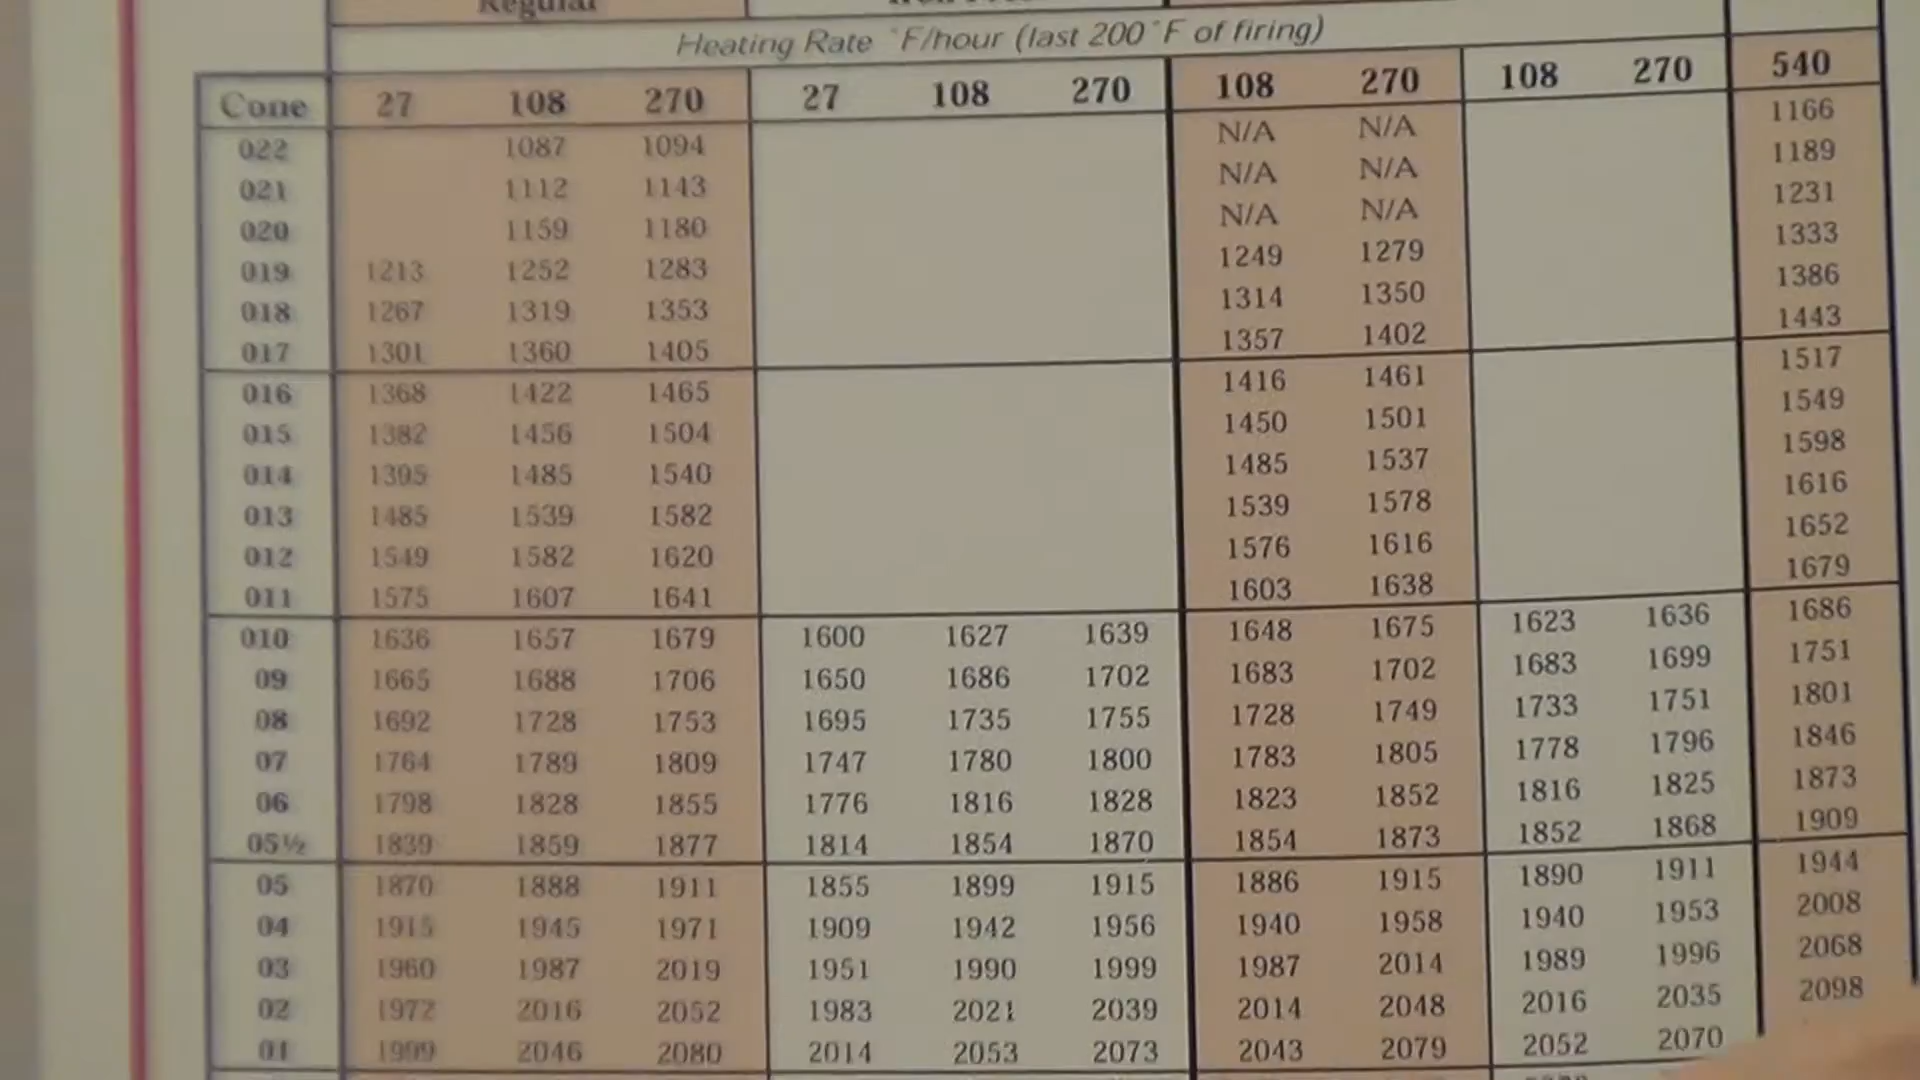 Regular
Heating Rate °F/hour (last 200°F of firing)
Cone 27 108 270 27 108 270 108 270 108 270 540
022 1087 1094 N/A N/A 1166
021 1112 1143 N/A N/A 1189
020 1159 1180 N/A N/A 1231
019 1213 1252 1283 1249 1279 1333
018 1267 1319 1353 1314 1350 1386
017 1301 1360 1405 1357 1402 1443
016 1368 1422 1465 1416 1461 1517
015 1382 1456 1504 1450 1501 1549
014 1395 1485 1540 1485 1537 1598
013 1485 1539 1582 1539 1578 1616
012 1549 1582 1620 1576 1616 1652
011 1575 1607 1641 1603 1638 1679
010 1636 1657 1679 1600 1627 1639 1648 1675 1623 1636 1686
09 1665 1688 1706 1650 1686 1702 1683 1702 1683 1699 1751
08 1692 1728 1753 1695 1735 1755 1728 1749 1733 1751 1801
07 1764 1789 1809 1747 1780 1800 1783 1805 1778 1796 1846
06 1798 1828 1855 1776 1816 1828 1823 1852 1816 1825 1873
05½ 1839 1859 1877 1814 1854 1870 1854 1873 1852 1868 1909
05 1870 1888 1911 1855 1899 1915 1886 1915 1890 1911 1944
04 1915 1945 1971 1909 1942 1956 1940 1958 1940 1953 2008
03 1960 1987 2019 1951 1990 1999 1987 2014 1989 1996 2068
02 1972 2016 2052 1983 2021 2039 2014 2048 2016 2035 2098
01 1999 2046 2080 2014 2053 2073 2043 2079 2052 2070